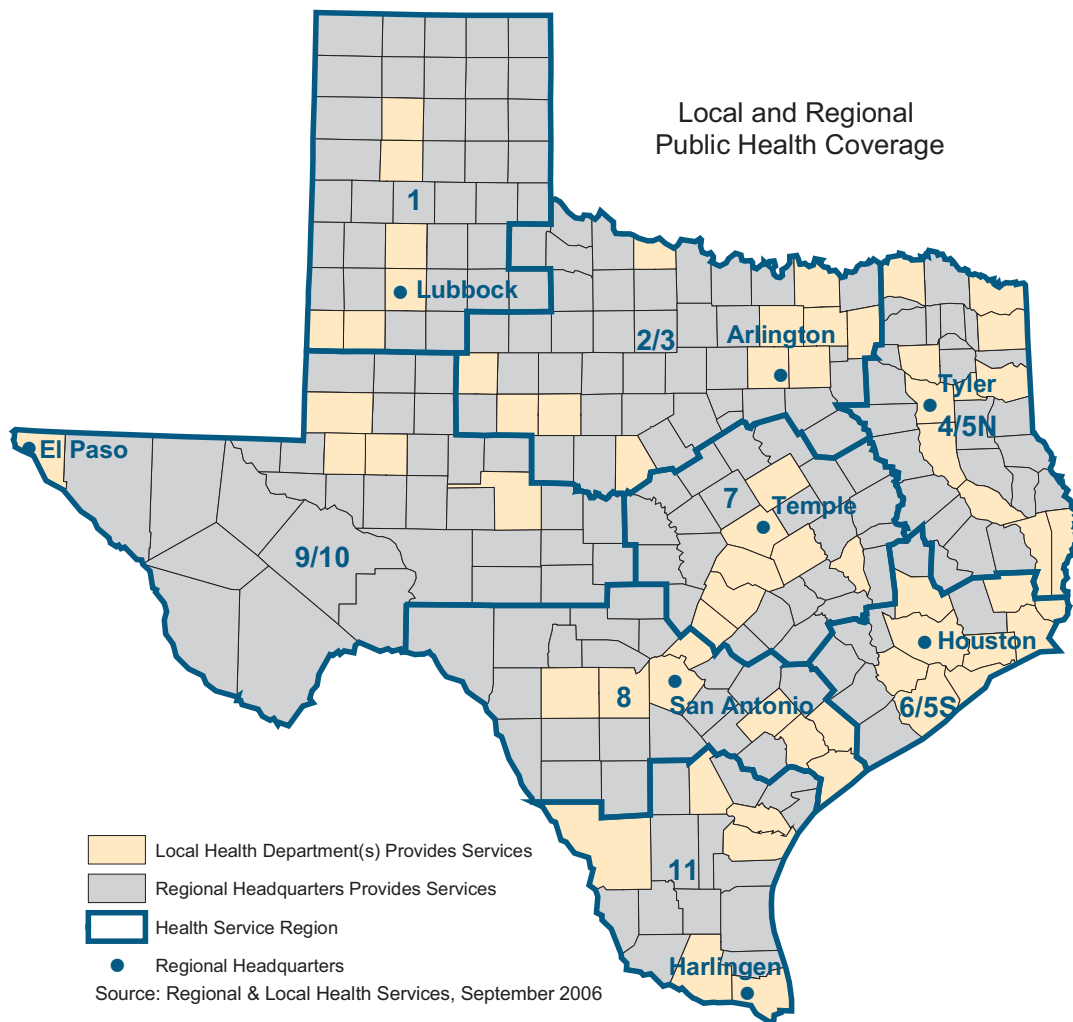 Local and Regional
Public Health Coverage
1
Lubbock
2/3
Arlington
Tyler
4/5N
El Paso
7
Temple
9/10
Houston
8
San Antonio
6/5S
11
Harlingen
Local Health Department(s) Provides Services
Regional Headquarters Provides Services
Health Service Region
Regional Headquarters
Source: Regional & Local Health Services, September 2006